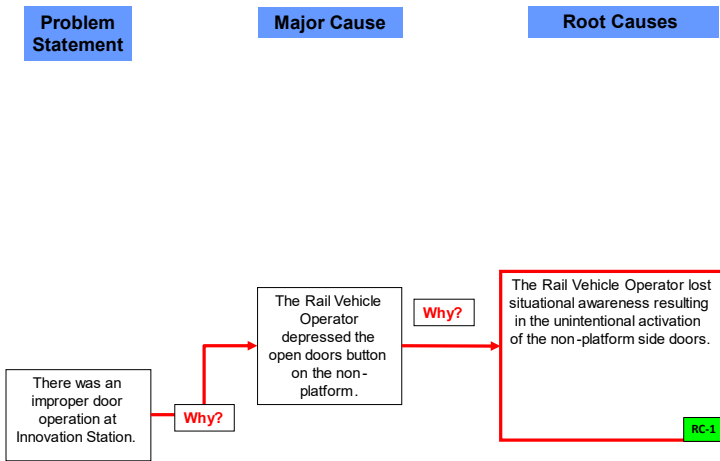 Problem
Statement
Major Cause
Root Causes
There was an
improper door
operation at
Innovation Station.
Why?
The Rail Vehicle
Operator
depressed the
open doors button
on the non-
platform.
Why?
The Rail Vehicle Operator lost
situational awareness resulting
in the unintentional activation
of the non-platform side doors.
RC-1